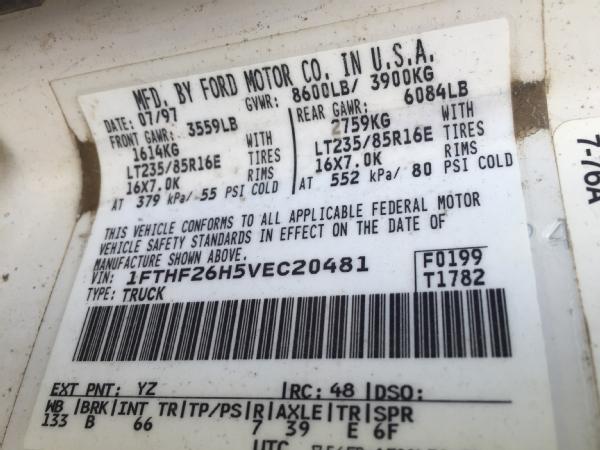 MFD. BY FORD MOTOR CO. IN U.S.A.
DATE: 07/97 GVWR: 8600LB/ 3900KG
FRONT GAWR: 3559LB REAR GAWR: 6084LB
1614KG WITH 2759KG WITH
LT235/85R16E TIRES LT235/85R16E TIRES
16X7.0K RIMS 16X7.0K RIMS
AT 379 kPa/ 55 PSI COLD AT 552 kPa/ 80 PSI COLD
THIS VEHICLE CONFORMS TO ALL APPLICABLE FEDERAL MOTOR
VEHICLE SAFETY STANDARDS IN EFFECT ON THE DATE OF
MANUFACTURE SHOWN ABOVE.
VIN: 1FTHF26H5VEC20481 F0199
TYPE: TRUCK T1782
EXT PNT: YZ |RC: 48 |DSO:
WB |BRK|INT TR|TP/PS|R|AXLE|TR|SPR
133 B 66 7 39 E 6F
UTC
776A